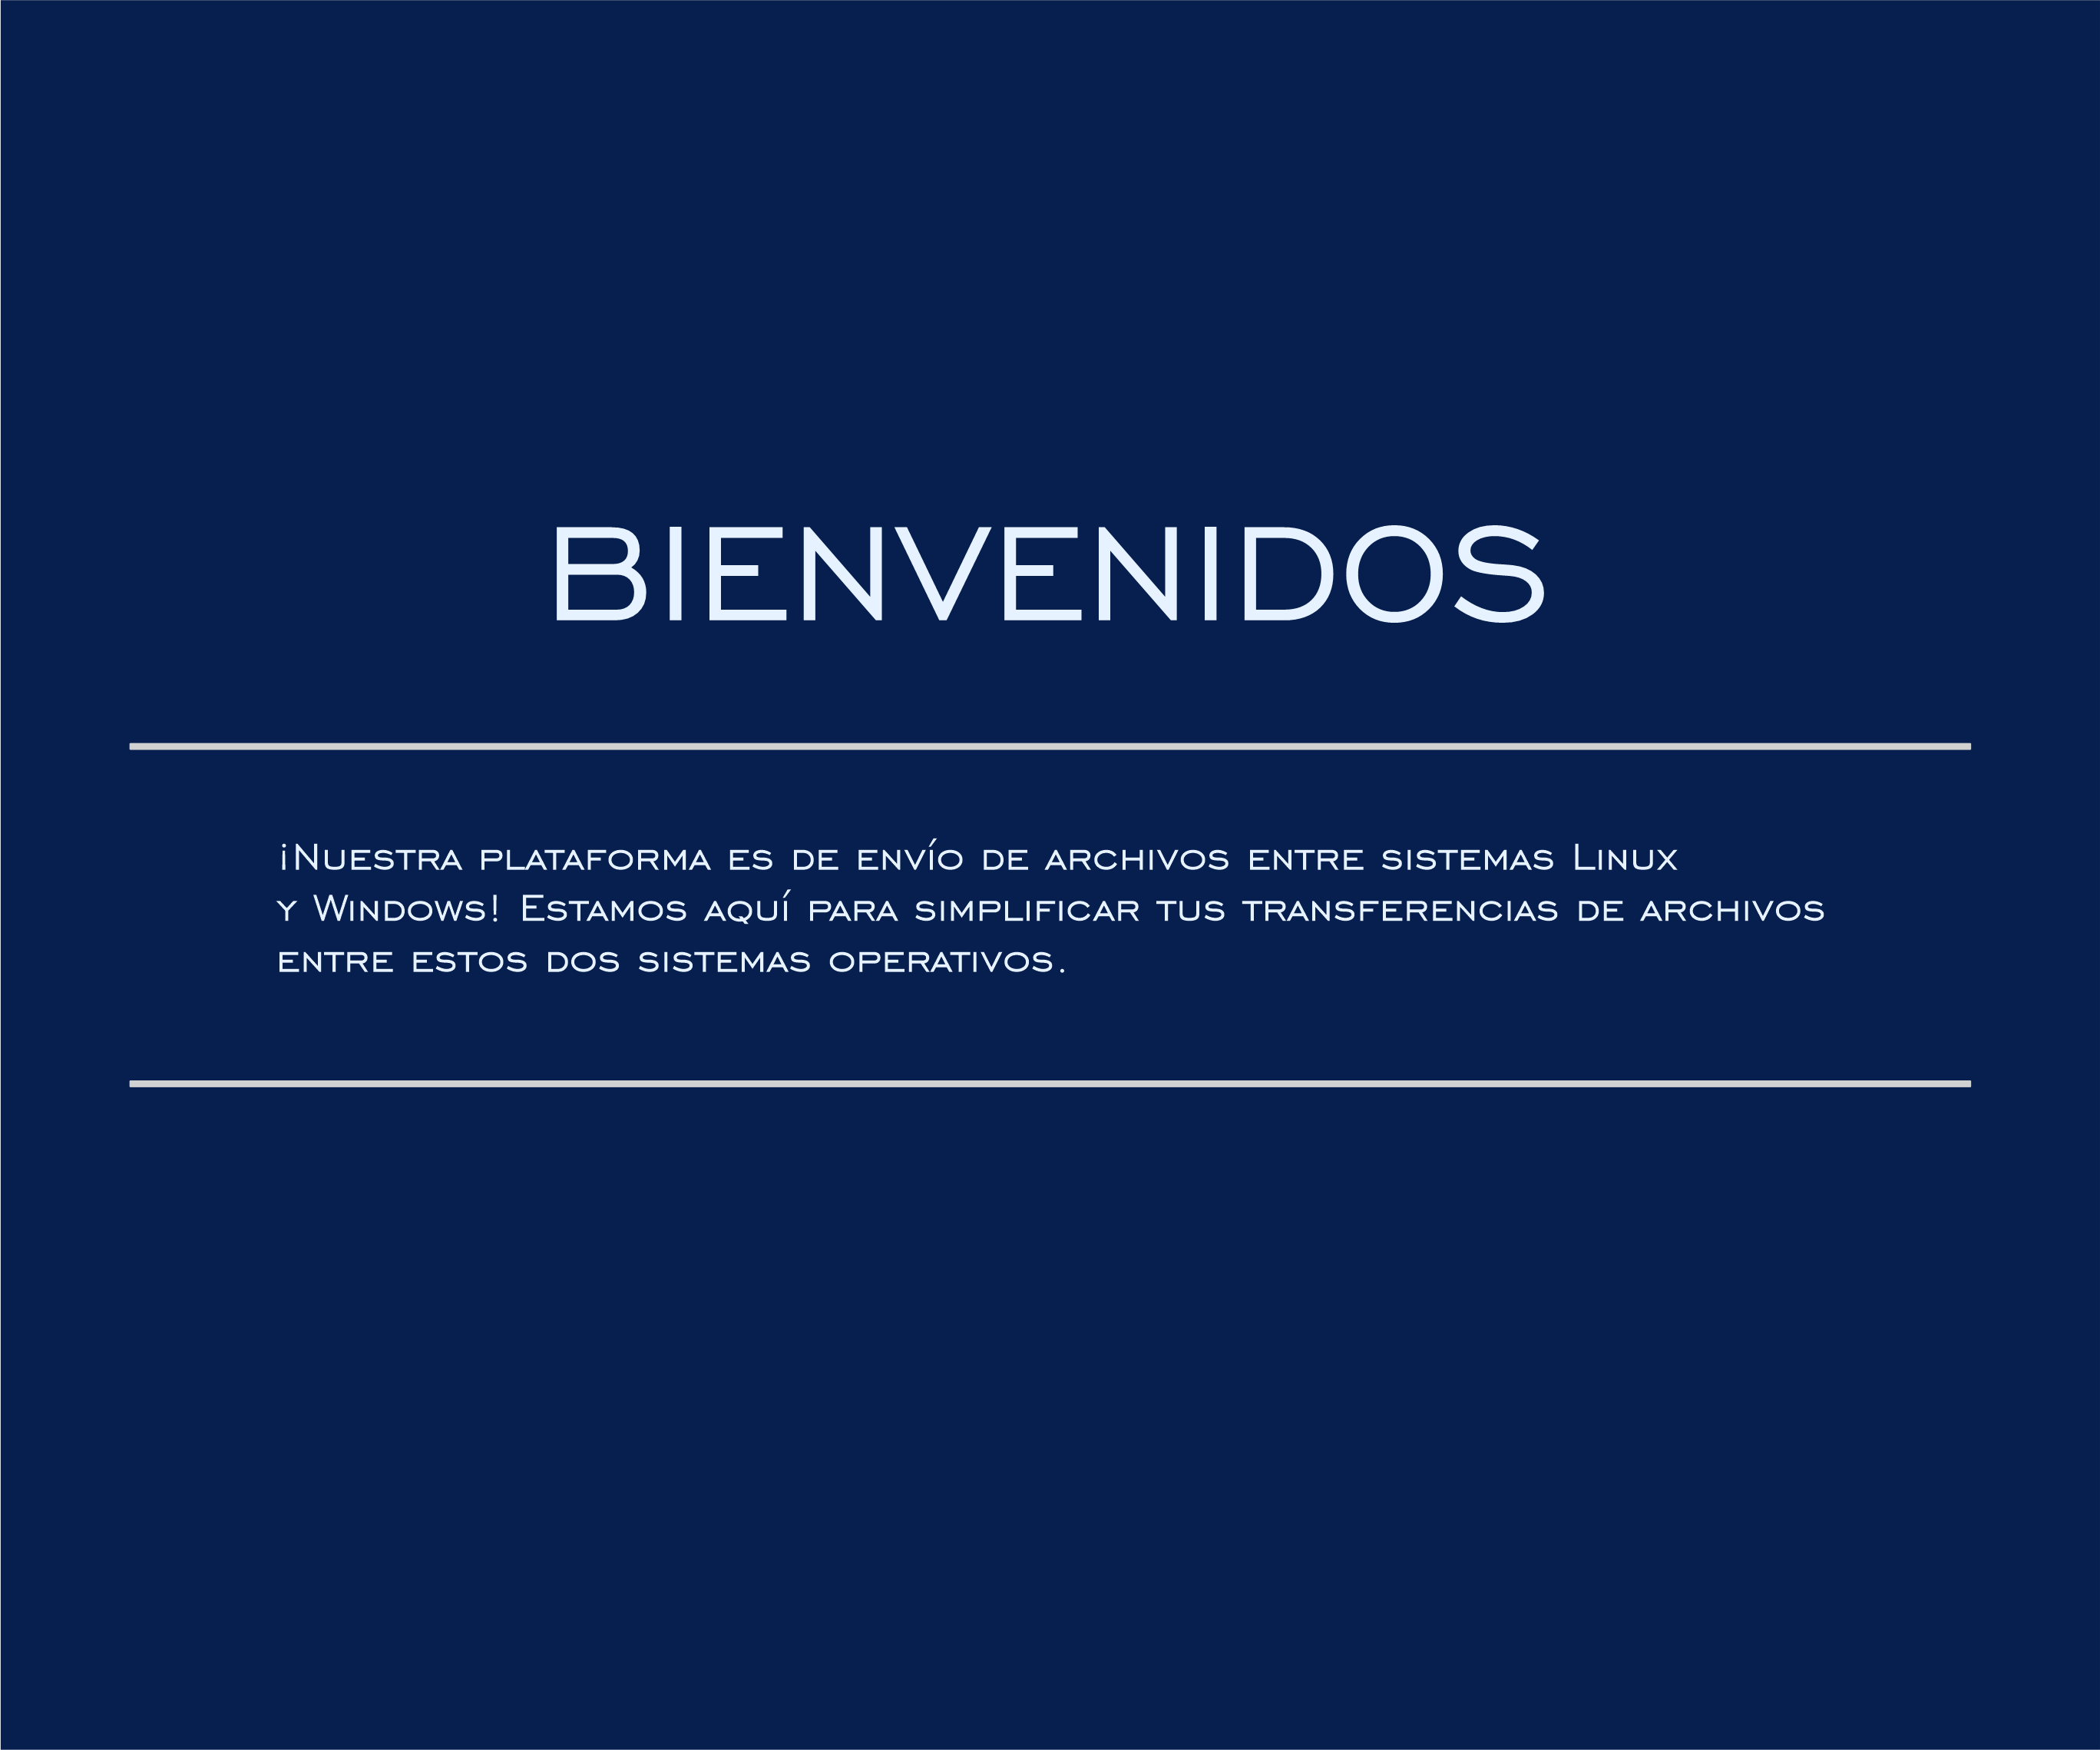 BIENVENIDOS
¡Nuestra plataforma es de envío de archivos entre sistemas Linux
y Windows! Estamos aquí para simplificar tus transferencias de archivos
entre estos dos sistemas operativos.